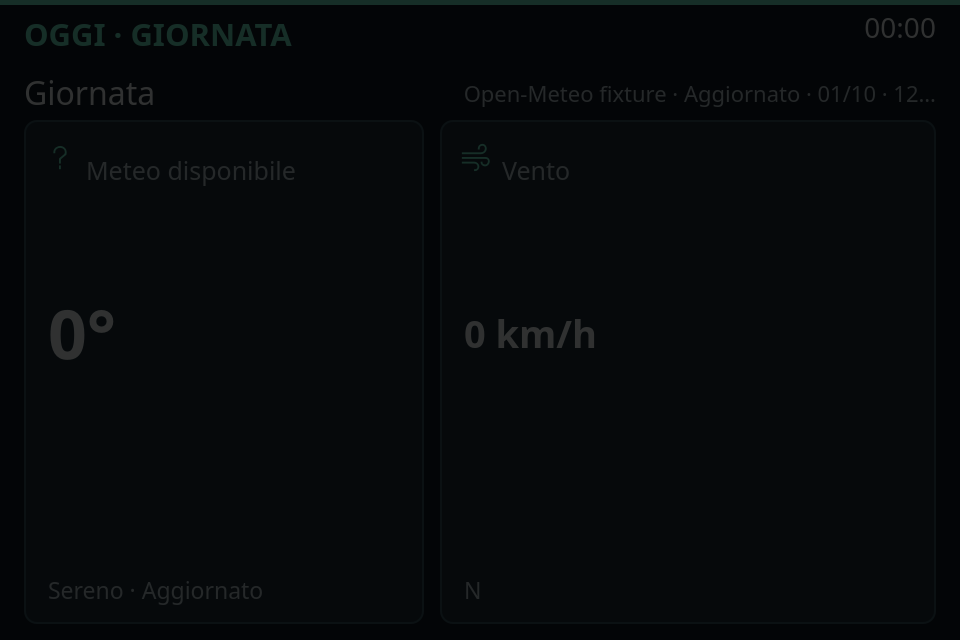 OGGI · GIORNATA
00:00
Giornata
Open-Meteo fixture · Aggiornato · 01/10 · 12…
?
Meteo disponibile
Vento
0°
0 km/h
Sereno · Aggiornato
N